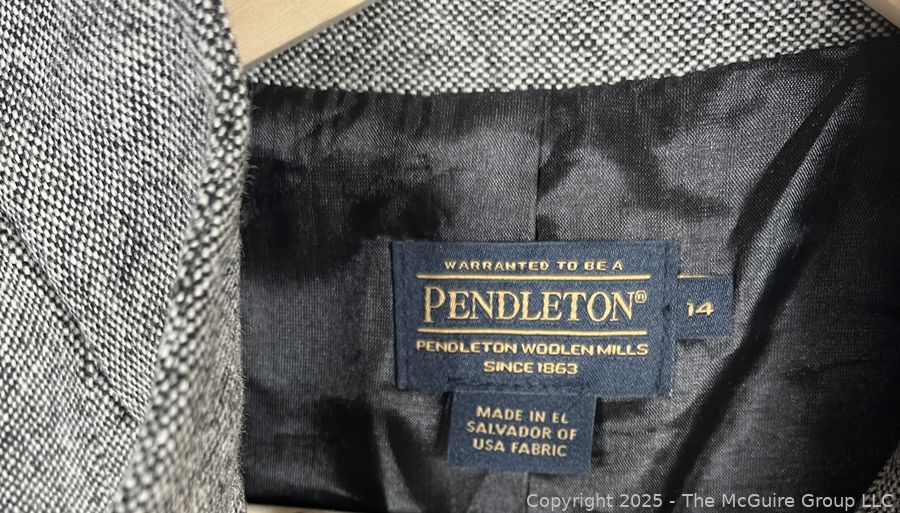 WARRANTED TO BE A
PENDLETON®
PENDLETON WOOLEN MILLS
SINCE 1863
14
MADE IN EL
SALVADOR OF
USA FABRIC
Copyright 2025 - The McGuire Group LLC